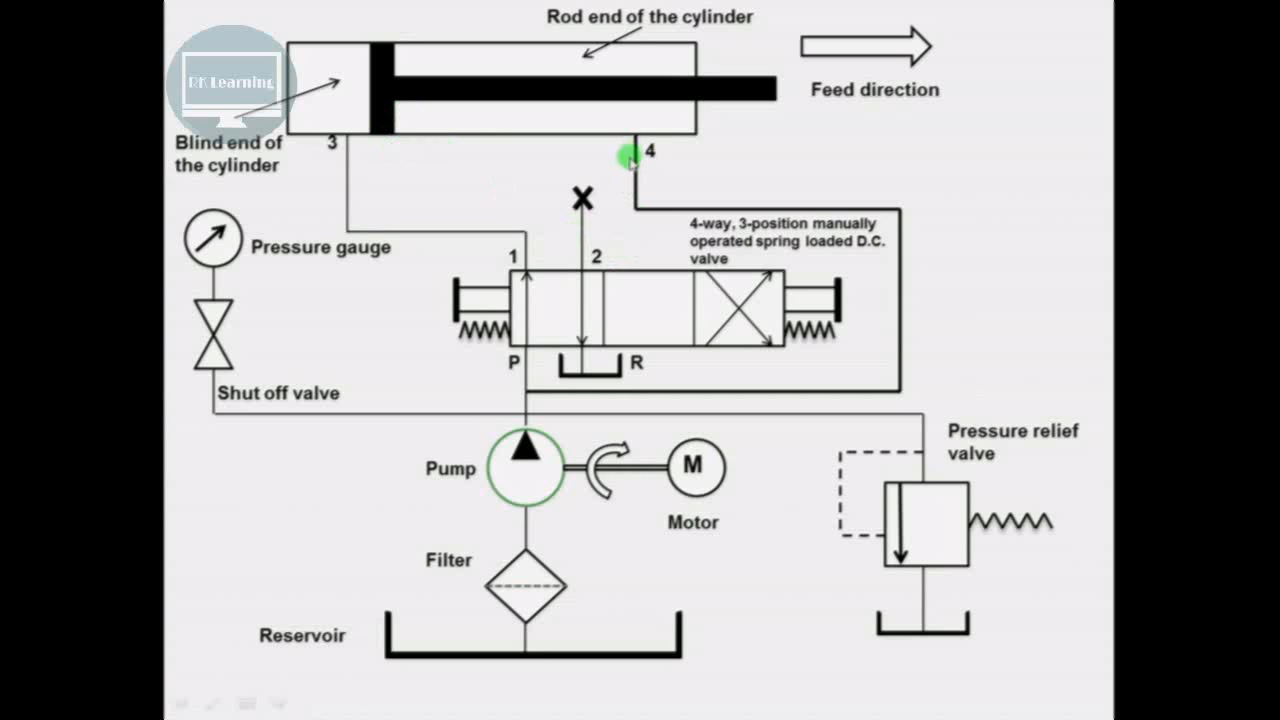 Rod end of the cylinder
RK Learning
Feed direction
Blind end of
the cylinder
3
4
4-way, 3-position manually
operated spring loaded D.C.
valve
Pressure gauge
1
2
P
R
Shut off valve
Pressure relief
valve
Pump
M
Motor
Filter
Reservoir